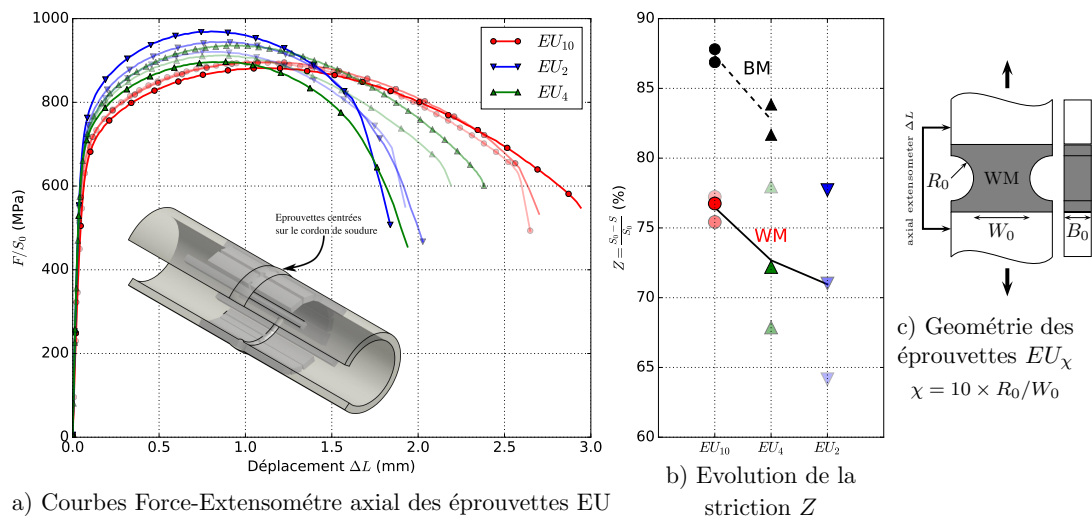 1000
800
600
400
200
0
F/S₀ (MPa)
0.0 0.5 1.0 1.5 2.0 2.5 3.0
Déplacement ΔL (mm)
EU₁₀
EU₂
EU₄
Eprouvettes centrées
sur le cordon de soudure
a) Courbes Force-Extensométre axial des éprouvettes EU
90
85
80
75
70
65
60
Z = (S₀−S)/S₀ (%)
BM
WM
EU₁₀ EU₄ EU₂
b) Evolution de la
striction Z
axial extensometer ΔL
R₀
WM
W₀
B₀
c) Geométrie des
éprouvettes EUχ
χ = 10 × R₀/W₀